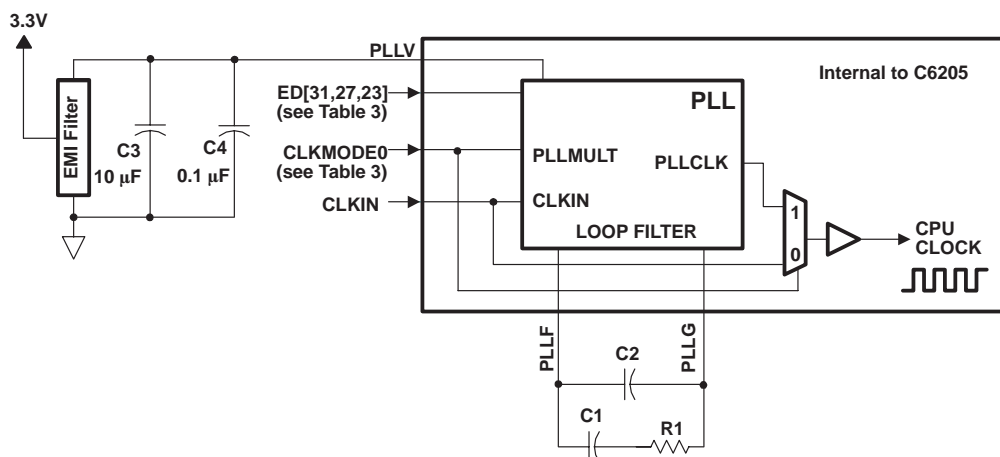 3.3V
PLLV
Internal to C6205
ED[31,27,23]
(see Table 3)
PLL
EMI Filter
C3
10 μF
C4
0.1 μF
CLKMODE0
(see Table 3)
PLLMULT
PLLCLK
CLKIN
CLKIN
LOOP FILTER
1
0
CPU
CLOCK
PLLF
PLLG
C2
C1
R1